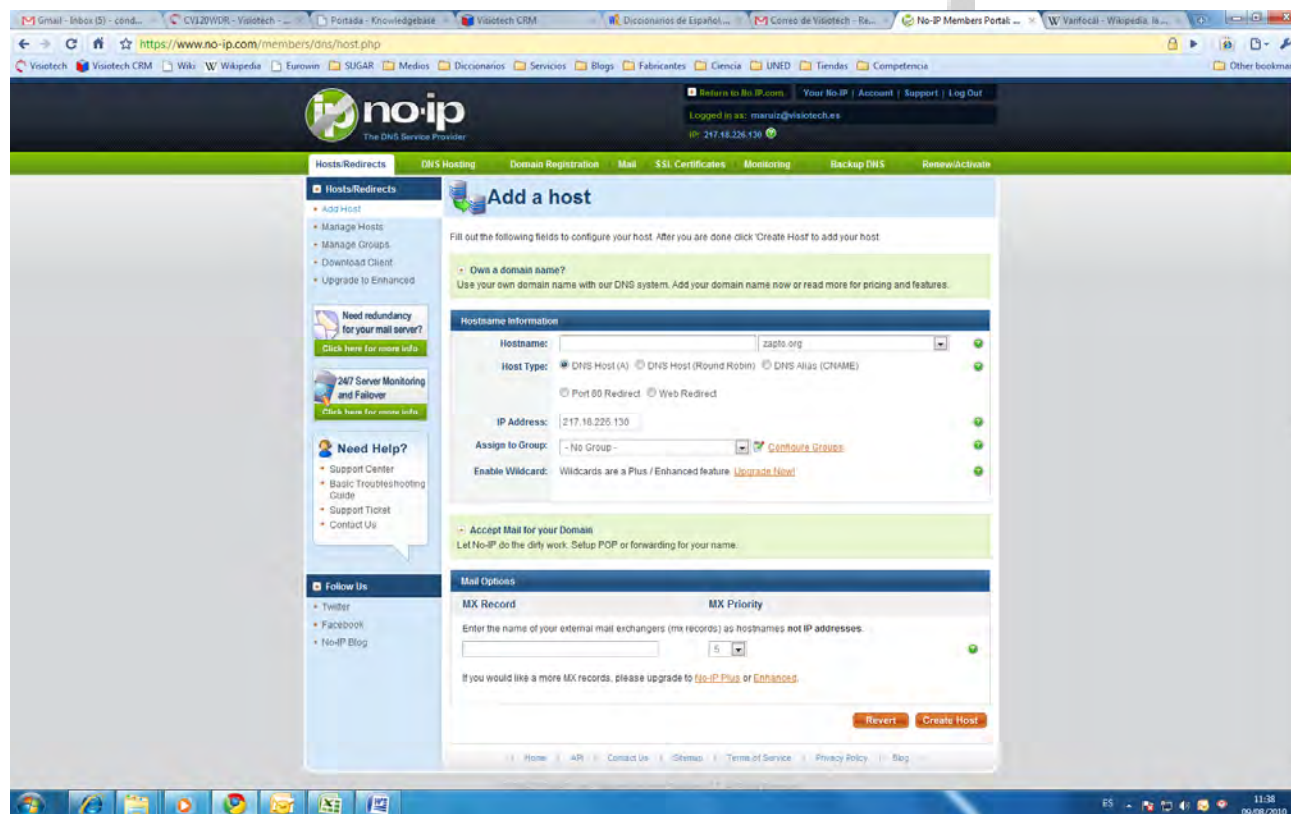 Gmail - Inbox (5) - cond...
CV120WDR - Visiotech - ...
Portada - Knowledgebase
Visiotech CRM
Diccionarios de Español...
Correo de Visiotech - Re...
No-IP Members Portal: ...
Varifocal - Wikipedia, la...
https://www.no-ip.com/members/dns/host.php
Visiotech
Visiotech CRM
Wiki
Wikipedia
Eurowin
SUGAR
Medios
Diccionarios
Servicios
Blogs
Fabricantes
Ciencia
UNED
Tiendas
Competencia
Other bookmar
no-ip
The DNS Service Provider
Return to No-IP.com
Your No-IP | Account | Support | Log Out
Logged in as: maruiz@visiotech.es
IP: 217.18.226.130
Hosts/Redirects
DNS Hosting
Domain Registration
Mail
SSL Certificates
Monitoring
Backup DNS
Renew/Activate
Hosts/Redirects
Add Host
Manage Hosts
Manage Groups
Download Client
Upgrade to Enhanced
Need redundancy
for your mail server?
Click here for more info
24/7 Server Monitoring
and Failover
Click here for more info
Need Help?
Support Center
Basic Troubleshooting
Guide
Support Ticket
Contact Us
Follow Us
Twitter
Facebook
No-IP Blog
Add a host
Fill out the following fields to configure your host. After you are done click 'Create Host' to add your host.
Own a domain name?
Use your own domain name with our DNS system. Add your domain name now or read more for pricing and features.
Hostname Information
Hostname: zapto.org
Host Type: DNS Host (A) DNS Host (Round Robin) DNS Alias (CNAME)
Port 80 Redirect Web Redirect
IP Address: 217.18.226.130
Assign to Group: - No Group - Configure Groups
Enable Wildcard: Wildcards are a Plus / Enhanced feature. Upgrade Now!
Accept Mail for your Domain
Let No-IP do the dirty work. Setup POP or forwarding for your name.
Mail Options
MX Record MX Priority
Enter the name of your external mail exchangers (mx records) as hostnames not IP addresses.
5
If you would like a more MX records, please upgrade to No-IP Plus or Enhanced.
Revert Create Host
| Home | API | Contact Us | Sitemap | Terms of Service | Privacy Policy | Blog
ES
11:38
09/08/2010